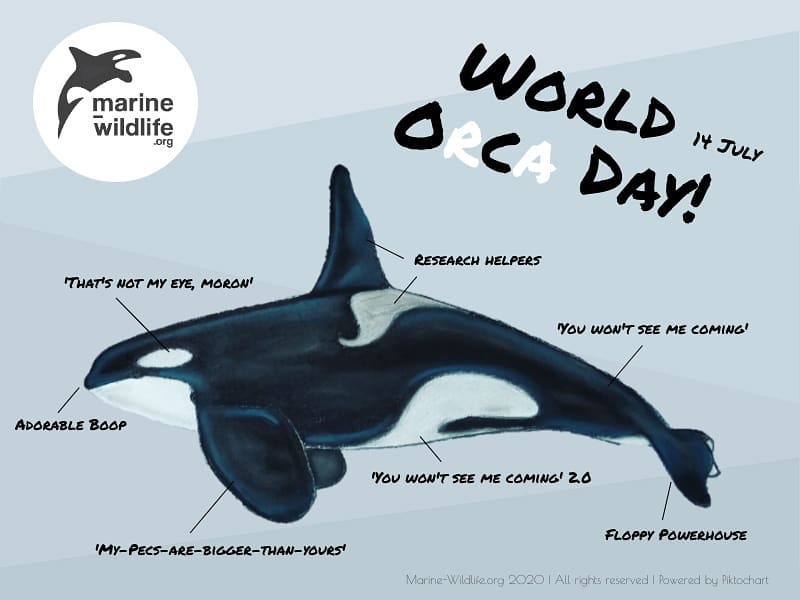 marine
-wildlife
.org
World
Orca Day!
14 July
Research helpers
'That's not my eye, moron'
'You won't see me coming'
Adorable Boop
'You won't see me coming' 2.0
'My-Pecs-are-bigger-than-yours'
Floppy Powerhouse
Marine-Wildlife.org 2020 | All rights reserved | Powered by Piktochart